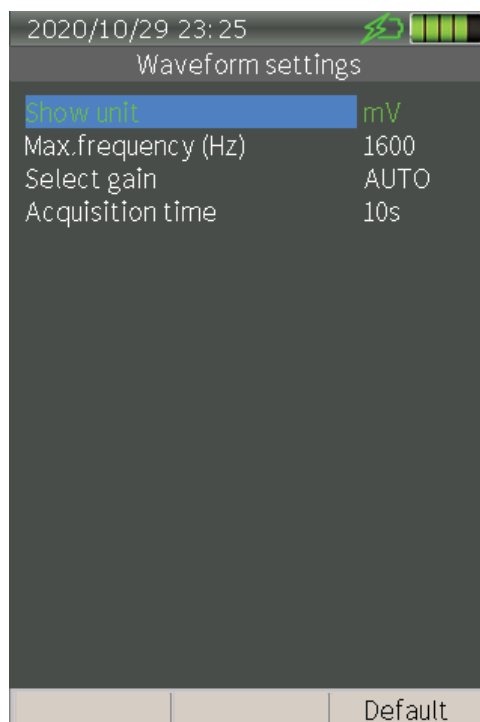 2020/10/29 23:25
Waveform settings
Show unit mV
Max.frequency (Hz) 1600
Select gain AUTO
Acquisition time 10s
Default